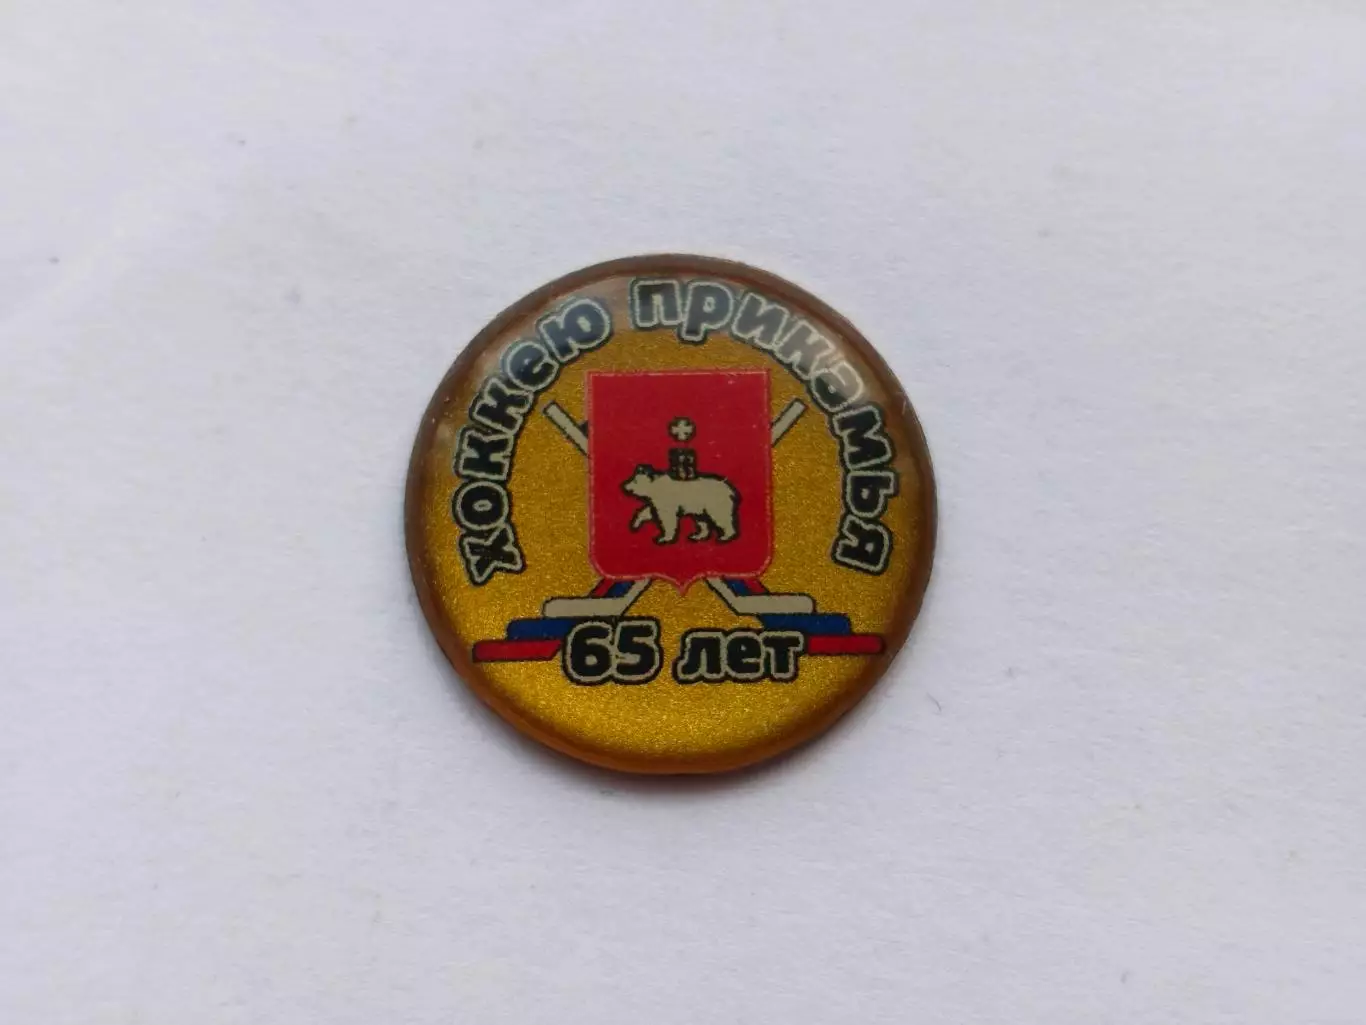 хоккею прикамья
65 лет